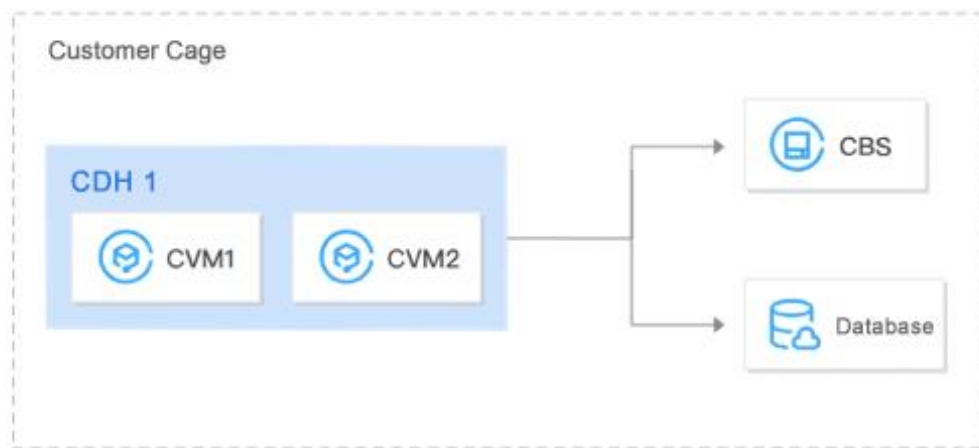 Customer Cage
CDH 1
CVM1
CVM2
CBS
Database